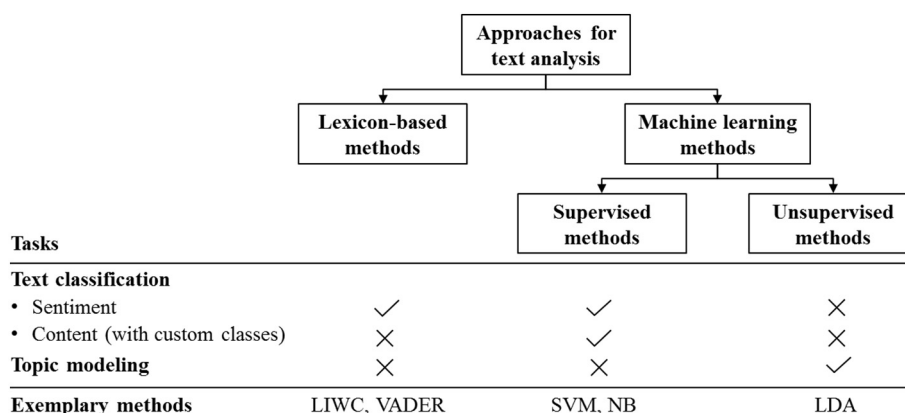 Approaches for
text analysis
Lexicon-based
methods
Machine learning
methods
Supervised
methods
Unsupervised
methods
Tasks
Text classification
• Sentiment
• Content (with custom classes)
Topic modeling
Exemplary methods LIWC, VADER SVM, NB LDA